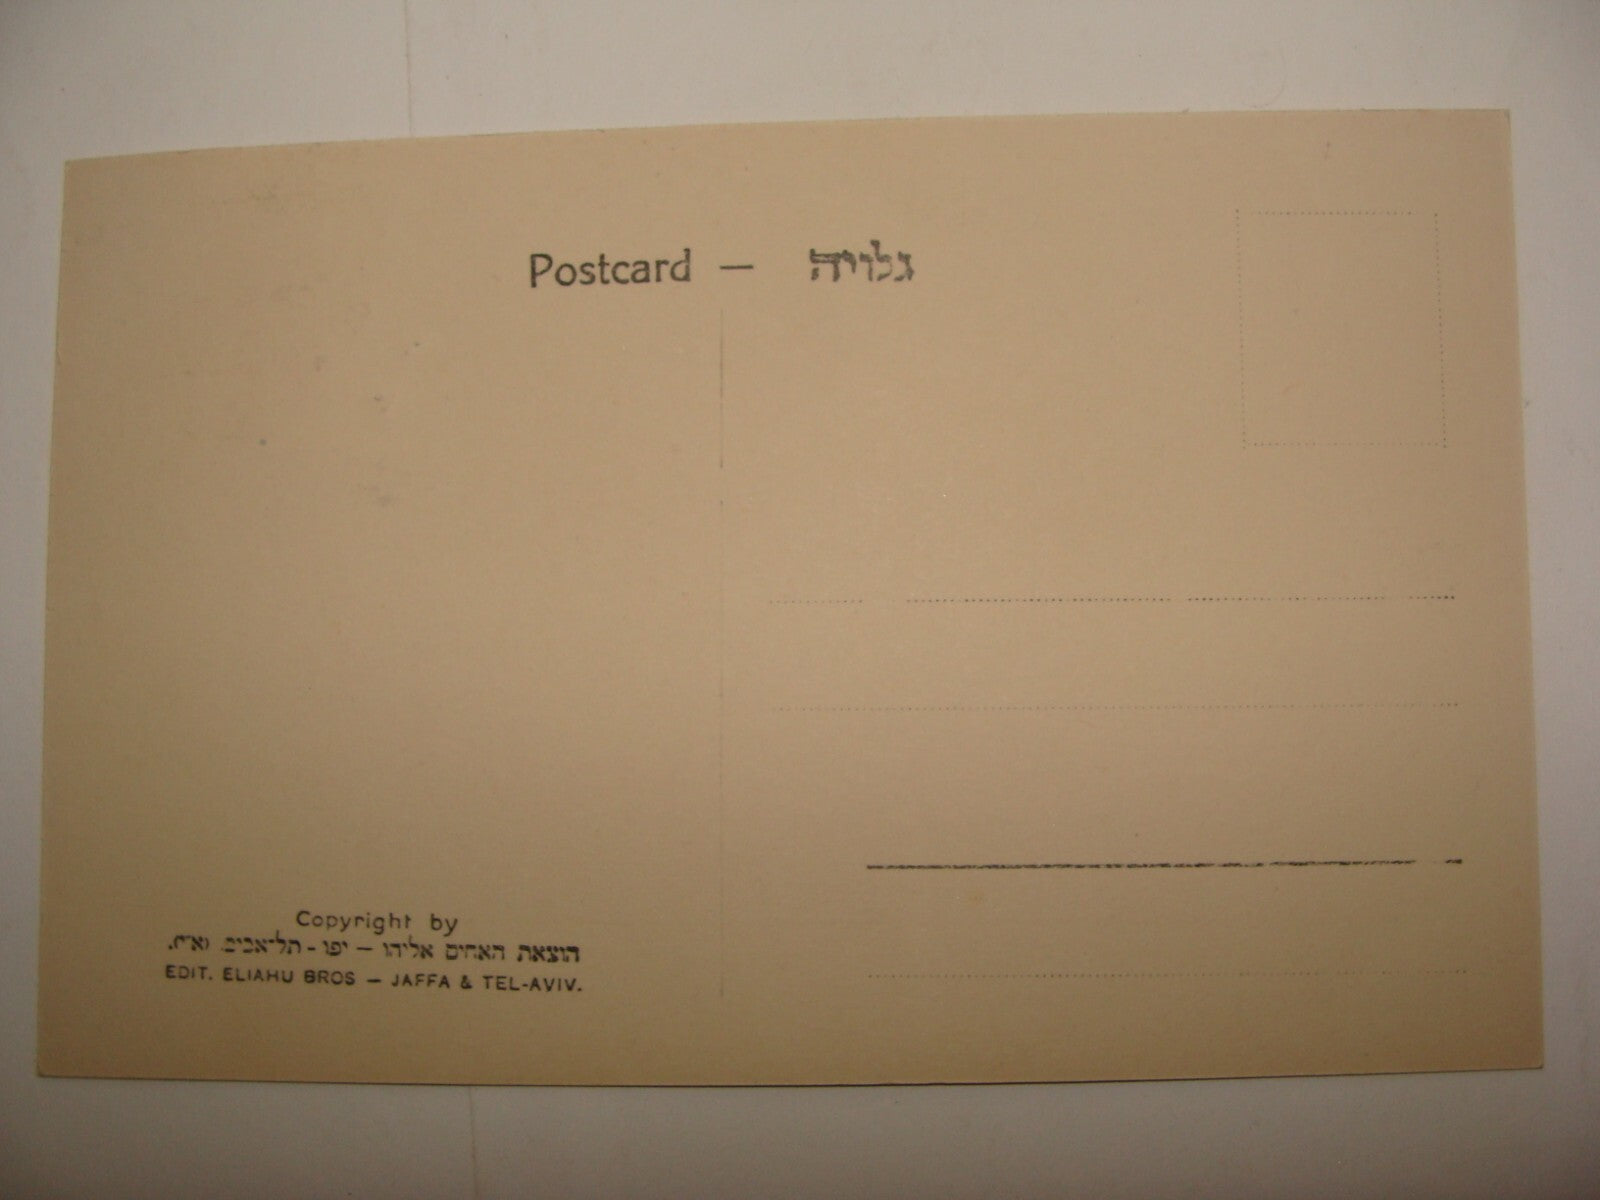 Postcard — גלויה
Copyright by
הוצאת האחים אליהו — יפו - תל־אביב. (א״י).
EDIT. ELIAHU BROS — JAFFA & TEL-AVIV.